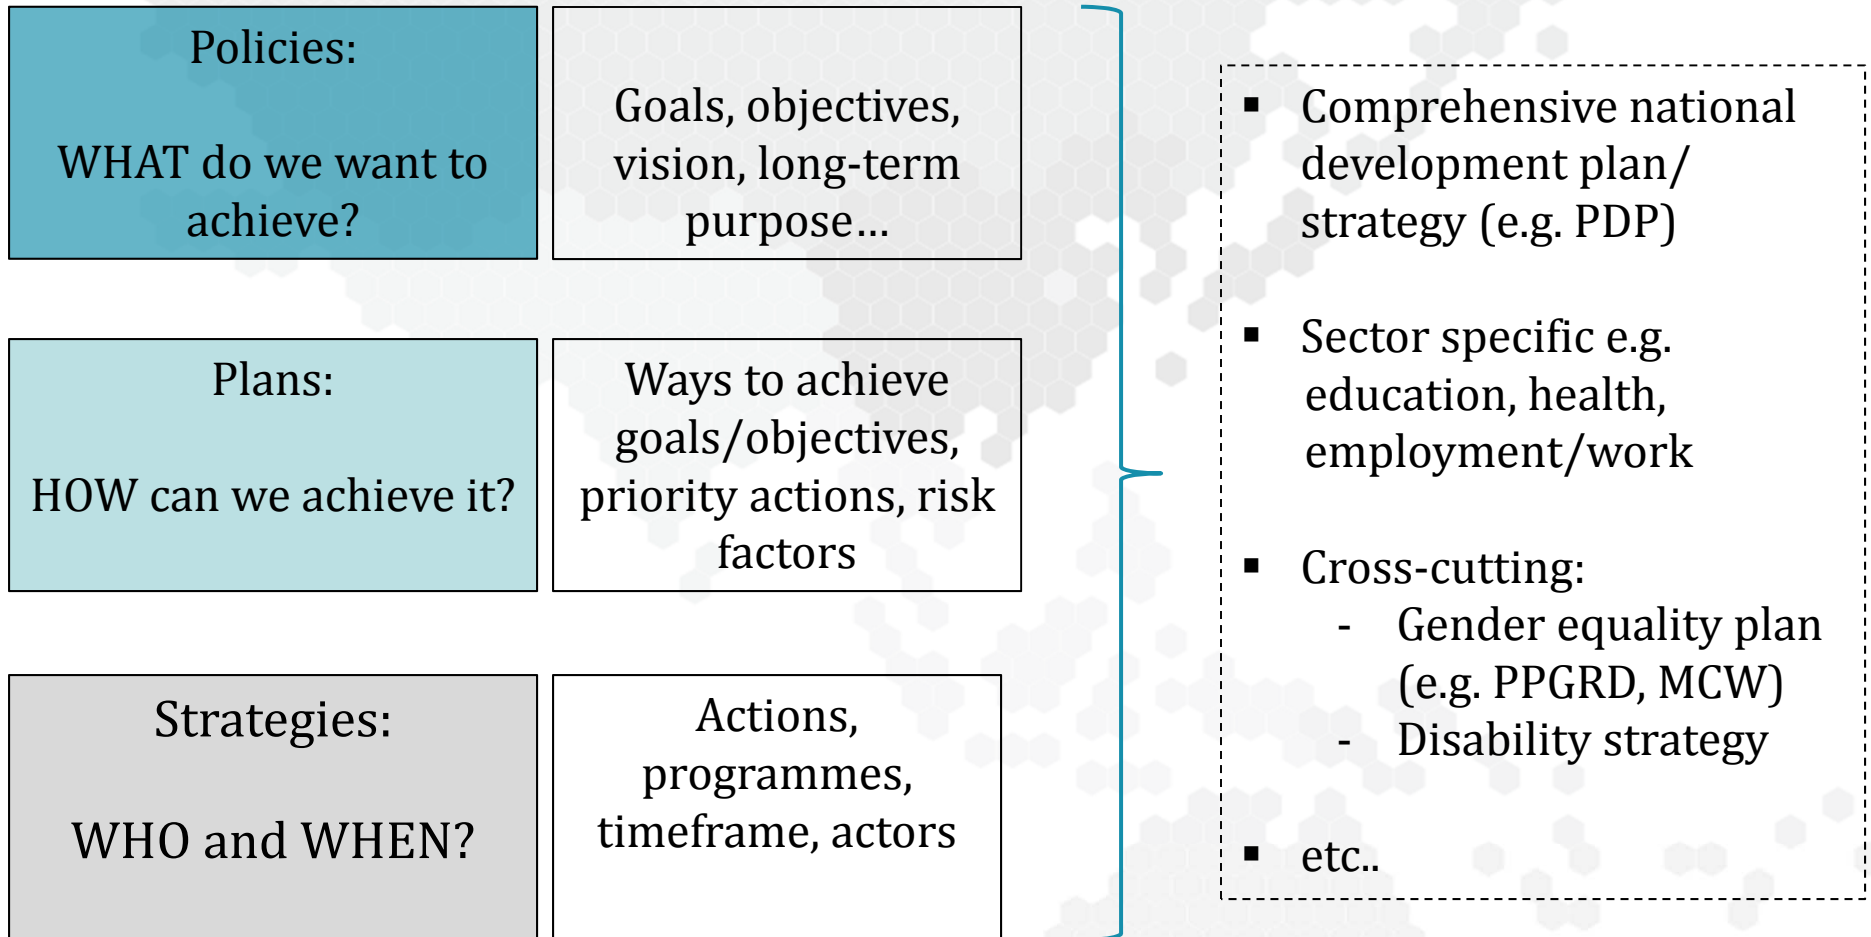 Policies:
WHAT do we want to
achieve?
Goals, objectives,
vision, long-term
purpose…
Plans:
HOW can we achieve it?
Ways to achieve
goals/objectives,
priority actions, risk
factors
Strategies:
WHO and WHEN?
Actions,
programmes,
timeframe, actors
▪ Comprehensive national
development plan/
strategy (e.g. PDP)
▪ Sector specific e.g.
education, health,
employment/work
▪ Cross-cutting:
- Gender equality plan
(e.g. PPGRD, MCW)
- Disability strategy
▪ etc..